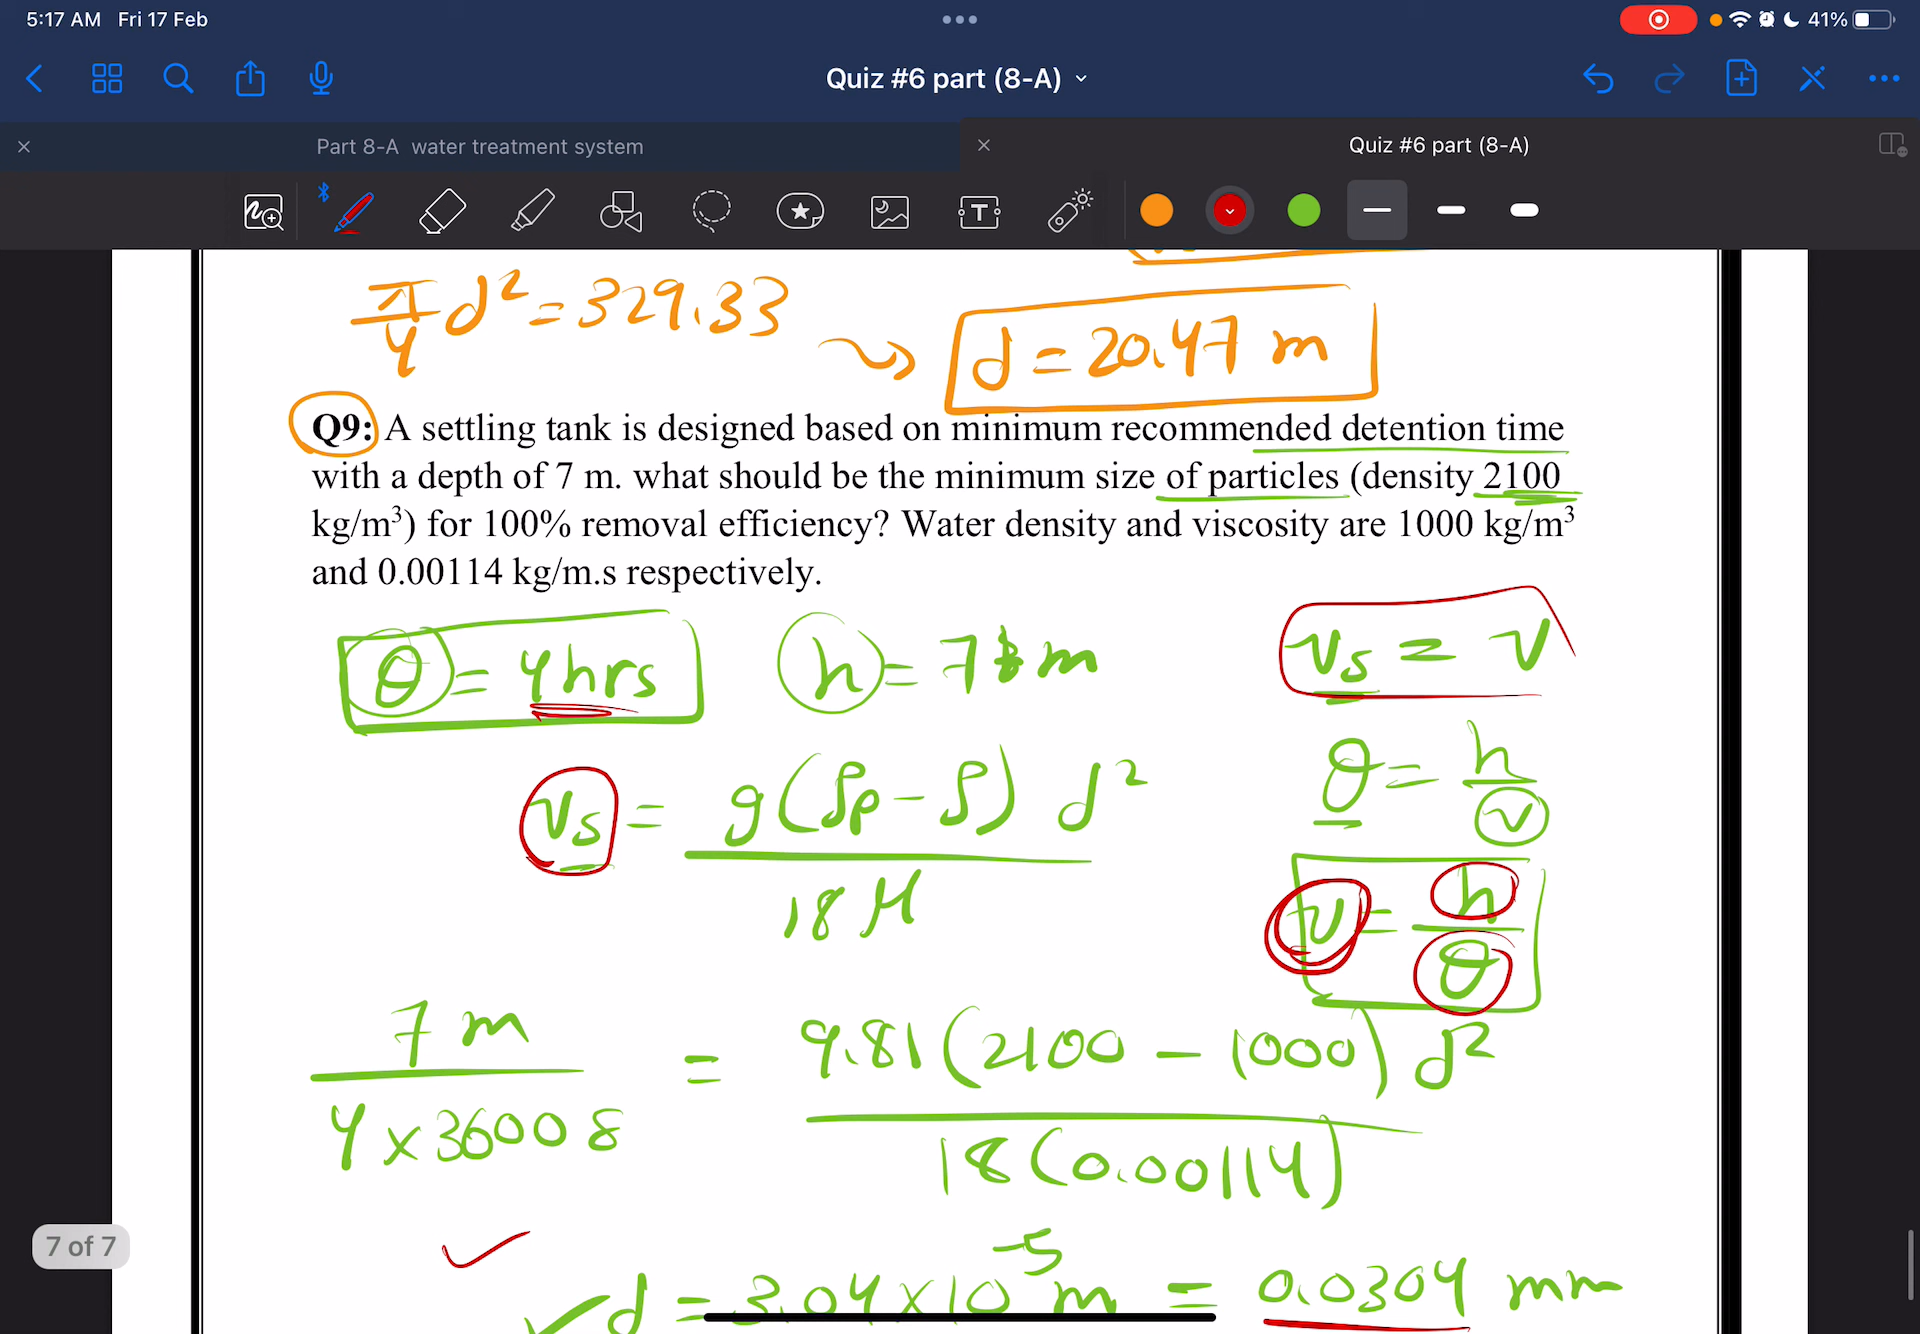 5:17 AM Fri 17 Feb
41%
Quiz #6 part (8-A)
Part 8-A water treatment system
Quiz #6 part (8-A)
T
π/4 d² = 329.33
d = 20.47 m
Q9: A settling tank is designed based on minimum recommended detention time
with a depth of 7 m. what should be the minimum size of particles (density 2100
kg/m³) for 100% removal efficiency? Water density and viscosity are 1000 kg/m³
and 0.00114 kg/m.s respectively.
θ = 4 hrs h = 7 m vs = v
vs = g(ρp - ρ) d² / 18 μ θ = h / v
v = h / θ
7 m / 4 x 3600 s = 9.81 (2100 - 1000) d² / 18 (0.00114)
d = 3.04 x 10⁻⁵ m = 0.0304 mm
7 of 7